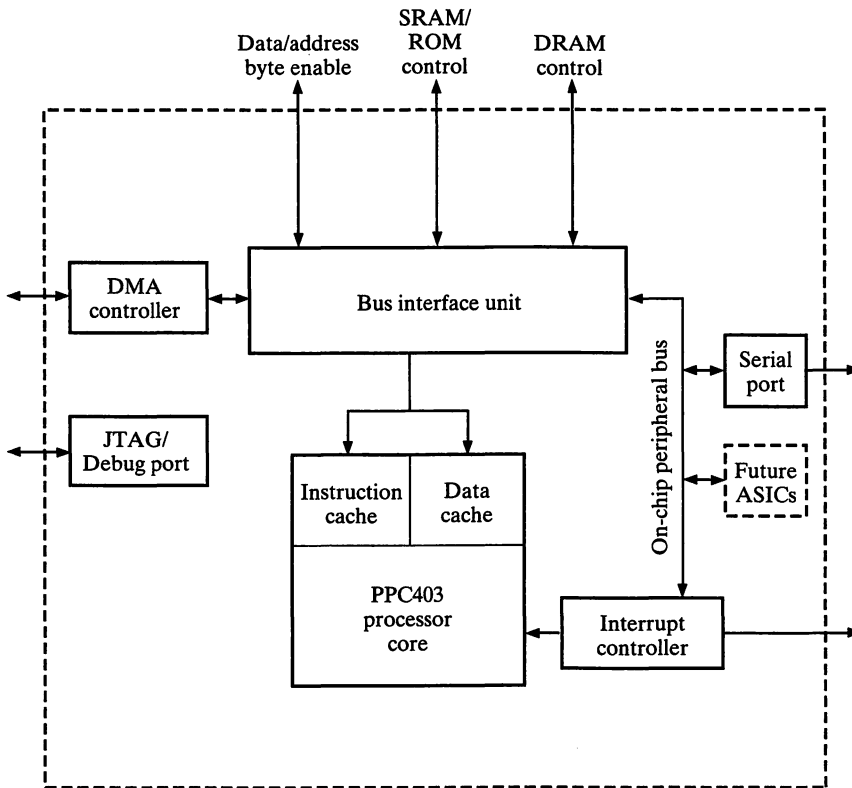 Data/address
byte enable
SRAM/
ROM
control
DRAM
control
DMA
controller
Bus interface unit
On-chip peripheral bus
Serial
port
JTAG/
Debug port
Instruction
cache
Data
cache
Future
ASICs
PPC403
processor
core
Interrupt
controller